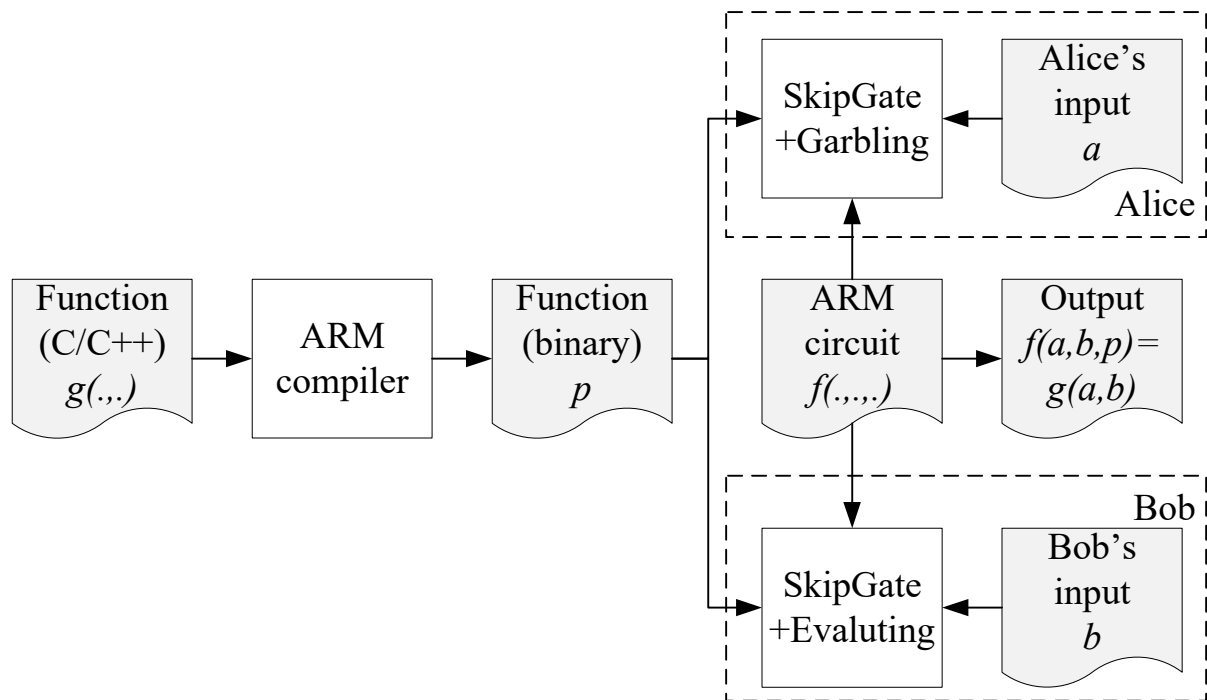 SkipGate
+Garbling
Alice’s
input
a
Alice
Function
(C/C++)
g(.,.)
ARM
compiler
Function
(binary)
p
ARM
circuit
f(.,.,.)
Output
f(a,b,p)=
g(a,b)
Bob
SkipGate
+Evaluting
Bob’s
input
b